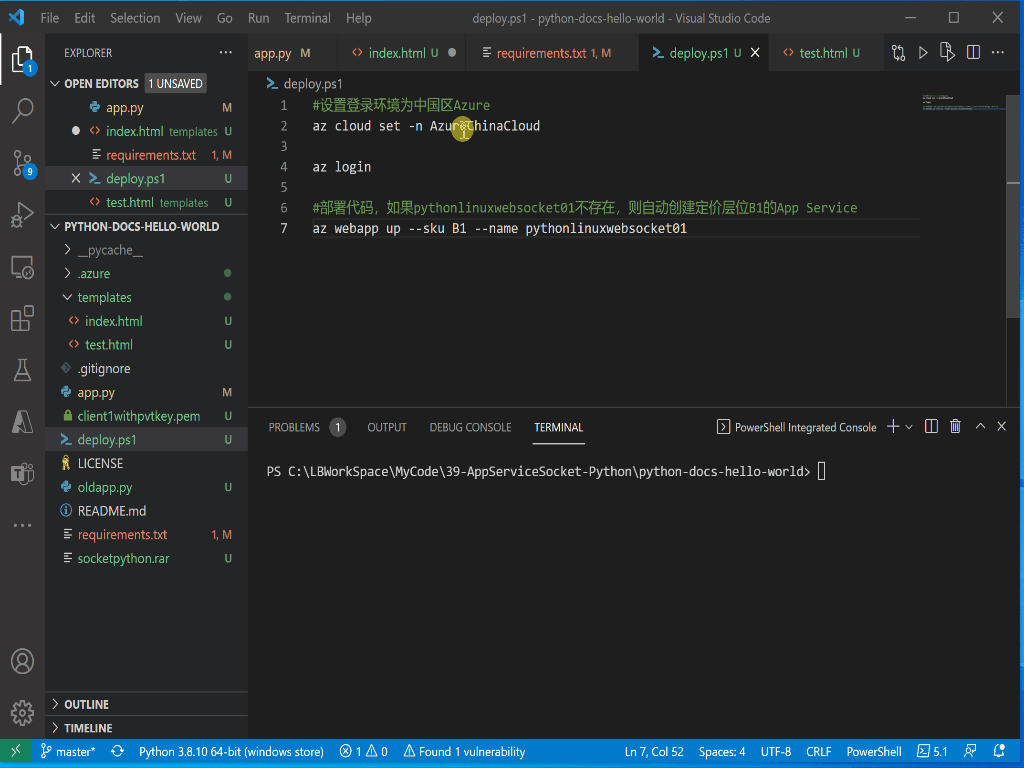 File Edit Selection View Go Run Terminal Help deploy.ps1 - python-docs-hello-world - Visual Studio Code
EXPLORER
app.py M index.html U requirements.txt 1, M deploy.ps1 U test.html U
OPEN EDITORS 1 UNSAVED
app.py M
index.html templates U
requirements.txt 1, M
deploy.ps1 U
test.html templates U
PYTHON-DOCS-HELLO-WORLD
__pycache__
.azure
templates
index.html U
test.html U
.gitignore
app.py M
client1withpvtkey.pem U
deploy.ps1 U
LICENSE
oldapp.py U
README.md
requirements.txt 1, M
socketpython.rar U
OUTLINE
TIMELINE
1
9
deploy.ps1
1 #设置登录环境为中国区Azure
2 az cloud set -n AzureChinaCloud
3
4 az login
5
6 #部署代码，如果pythonlinuxwebsocket01不存在，则自动创建定价层位B1的App Service
7 az webapp up --sku B1 --name pythonlinuxwebsocket01
PROBLEMS 1 OUTPUT DEBUG CONSOLE TERMINAL PowerShell Integrated Console
PS C:\LBWorkSpace\MyCode\39-AppServiceSocket-Python\python-docs-hello-world>
master* Python 3.8.10 64-bit (windows store) 1 0 Found 1 vulnerability Ln 7, Col 52 Spaces: 4 UTF-8 CRLF PowerShell 5.1